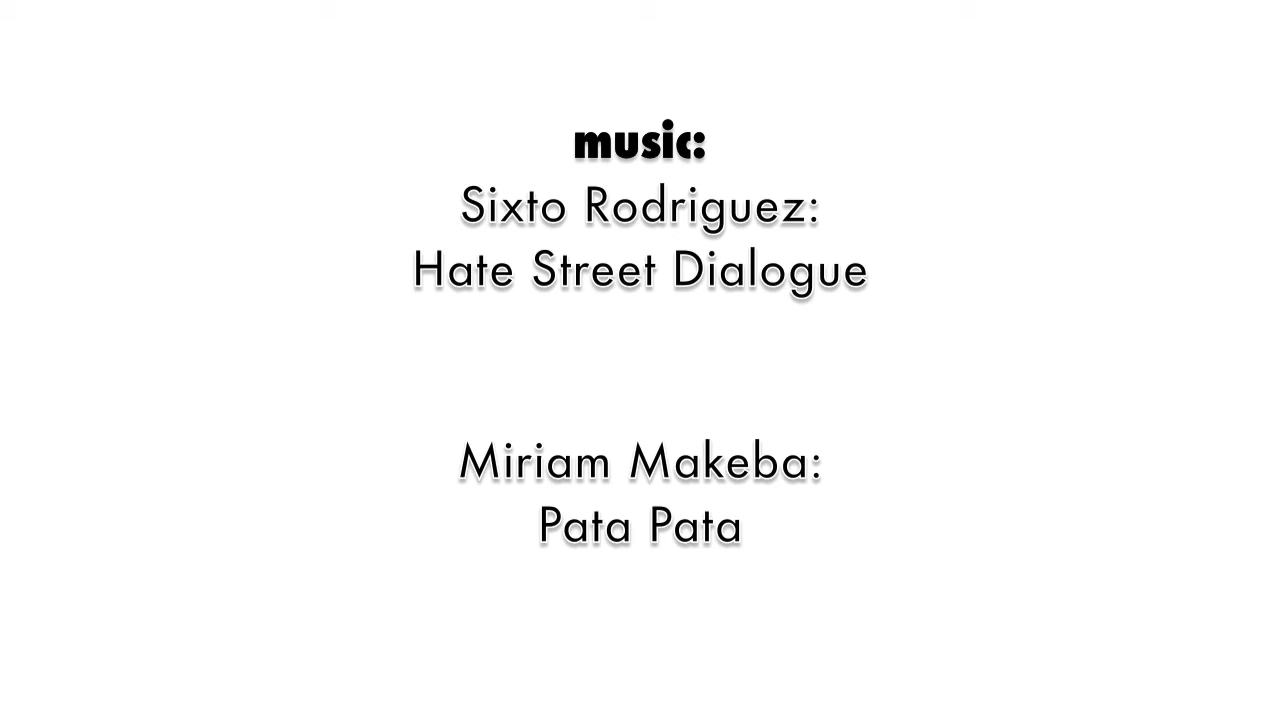 music:
Sixto Rodriguez:
Hate Street Dialogue
Miriam Makeba:
Pata Pata